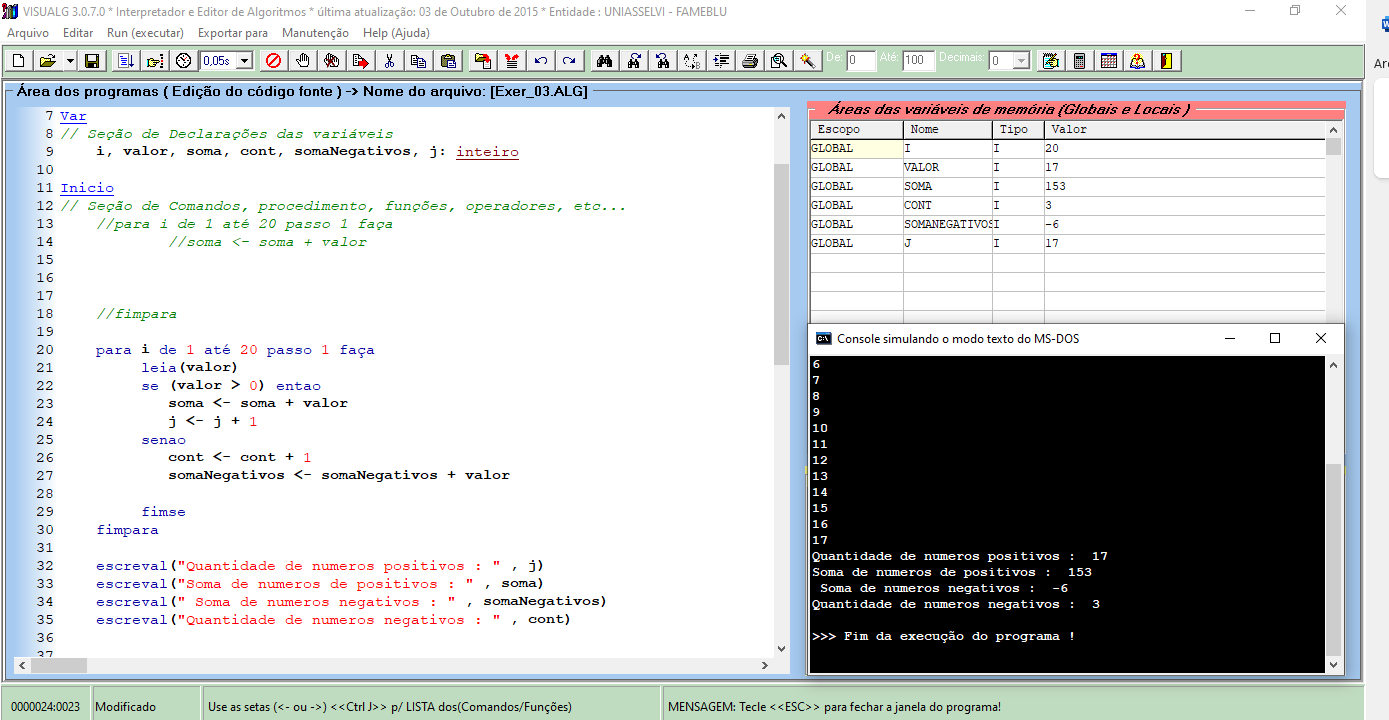 VISUALG 3.0.7.0 * Interpretador e Editor de Algoritmos * última atualização: 03 de Outubro de 2015 * Entidade : UNIASSELVI - FAMEBLU
Arquivo Editar Run (executar) Exportar para Manutenção Help (Ajuda)
0,05s De: 0 Até: 100 Decimais: 0
Área dos programas ( Edição do código fonte ) -> Nome do arquivo: [Exer_03.ALG]
7 Var
8 // Seção de Declarações das variáveis
9 i, valor, soma, cont, somaNegativos, j: inteiro
10
11 Inicio
12 // Seção de Comandos, procedimento, funções, operadores, etc...
13 //para i de 1 até 20 passo 1 faça
14 //soma <- soma + valor
15
16
17
18 //fimpara
19
20 para i de 1 até 20 passo 1 faça
21 leia(valor)
22 se (valor > 0) entao
23 soma <- soma + valor
24 j <- j + 1
25 senao
26 cont <- cont + 1
27 somaNegativos <- somaNegativos + valor
28
29 fimse
30 fimpara
31
32 escreval("Quantidade de numeros positivos : " , j)
33 escreval("Soma de numeros de positivos : " , soma)
34 escreval(" Soma de numeros negativos : " , somaNegativos)
35 escreval("Quantidade de numeros negativos : " , cont)
36
37
Áreas das variáveis de memória (Globais e Locais )
Escopo Nome Tipo Valor
GLOBAL I I 20
GLOBAL VALOR I 17
GLOBAL SOMA I 153
GLOBAL CONT I 3
GLOBAL SOMANEGATIVOS I -6
GLOBAL J I 17
Console simulando o modo texto do MS-DOS
6
7
8
9
10
11
12
13
14
15
16
17
Quantidade de numeros positivos : 17
Soma de numeros de positivos : 153
Soma de numeros negativos : -6
Quantidade de numeros negativos : 3
>>> Fim da execução do programa !
0000024:0023 Modificado Use as setas (<- ou ->) <<Ctrl J>> p/ LISTA dos(Comandos/Funções) MENSAGEM: Tecle <<ESC>> para fechar a janela do programa!